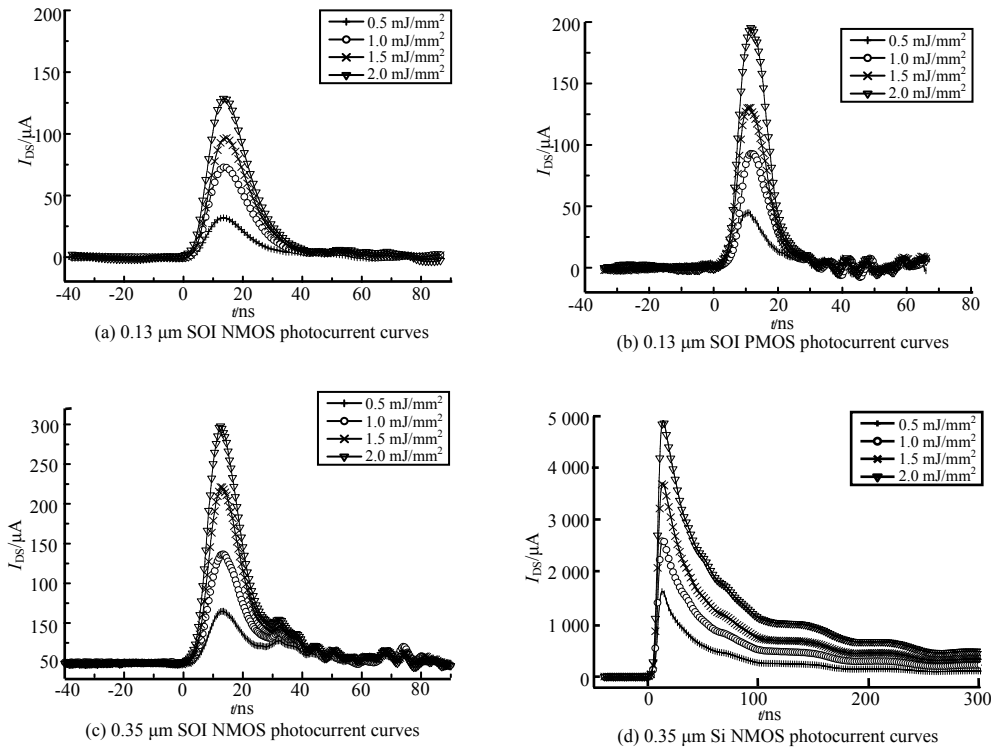 200
150
100
50
0
-40
-20
0
20
40
60
80
I_DS/μA
t/ns
0.5 mJ/mm²
1.0 mJ/mm²
1.5 mJ/mm²
2.0 mJ/mm²
(a) 0.13 μm SOI NMOS photocurrent curves
200
150
100
50
0
-40
-20
0
20
40
60
80
I_DS/μA
t/ns
0.5 mJ/mm²
1.0 mJ/mm²
1.5 mJ/mm²
2.0 mJ/mm²
(b) 0.13 μm SOI PMOS photocurrent curves
300
250
200
150
100
150
50
-40
-20
0
20
40
60
80
I_DS/μA
t/ns
0.5 mJ/mm²
1.0 mJ/mm²
1.5 mJ/mm²
2.0 mJ/mm²
(c) 0.35 μm SOI NMOS photocurrent curves
5 000
4 000
3 000
2 000
1 000
0
0
100
200
300
I_DS/μA
t/ns
0.5 mJ/mm²
1.0 mJ/mm²
1.5 mJ/mm²
2.0 mJ/mm²
(d) 0.35 μm Si NMOS photocurrent curves